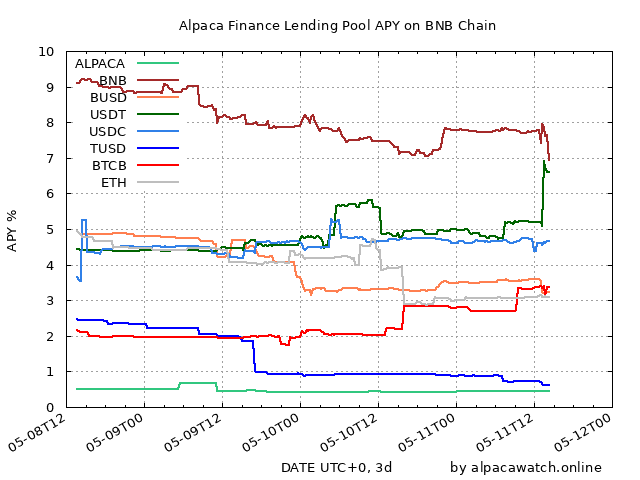 Alpaca Finance Lending Pool APY on BNB Chain
APY %
10
9
8
7
6
5
4
3
2
1
0
ALPACA
BNB
BUSD
USDT
USDC
TUSD
BTCB
ETH
05-08T12
05-09T00
05-09T12
05-10T00
05-10T12
05-11T00
05-11T12
05-12T00
DATE UTC+0, 3d
by alpacawatch.online